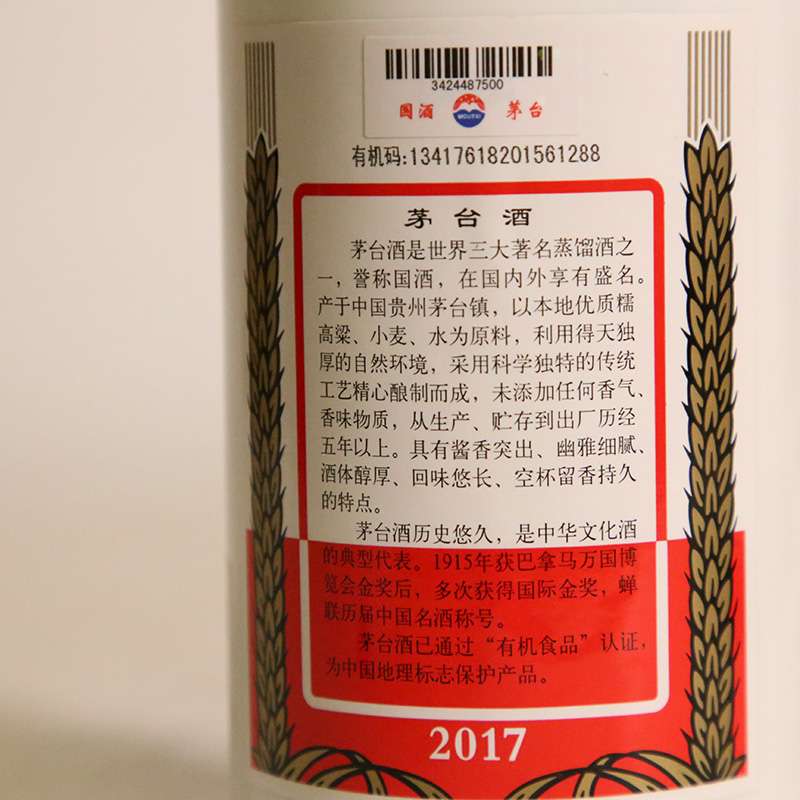 3424487500
国酒 MOUTAI 茅台
有机码:13417618201561288
茅台酒
茅台酒是世界三大著名蒸馏酒之
一，誉称国酒，在国内外享有盛名。
产于中国贵州茅台镇，以本地优质糯
高粱、小麦、水为原料，利用得天独
厚的自然环境，采用科学独特的传统
工艺精心酿制而成，未添加任何香气、
香味物质，从生产、贮存到出厂历经
五年以上。具有酱香突出、幽雅细腻、
酒体醇厚、回味悠长、空杯留香持久
的特点。
茅台酒历史悠久，是中华文化酒
的典型代表。1915年获巴拿马万国博
览会金奖后，多次获得国际金奖，蝉
联历届中国名酒称号。
茅台酒已通过“有机食品”认证，
为中国地理标志保护产品。
2017